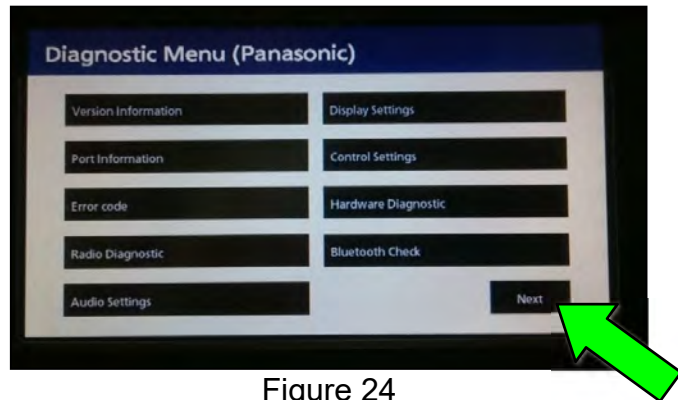 Diagnostic Menu (Panasonic)
Version Information
Display Settings
Port Information
Control Settings
Error code
Hardware Diagnostic
Radio Diagnostic
Bluetooth Check
Audio Settings
Next
Figure 24